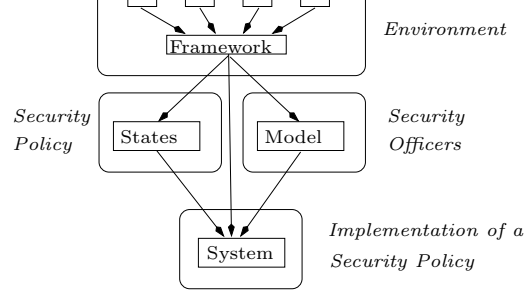 Environment
Framework
Security
Policy
States
Model
Security
Officers
System
Implementation of a
Security Policy